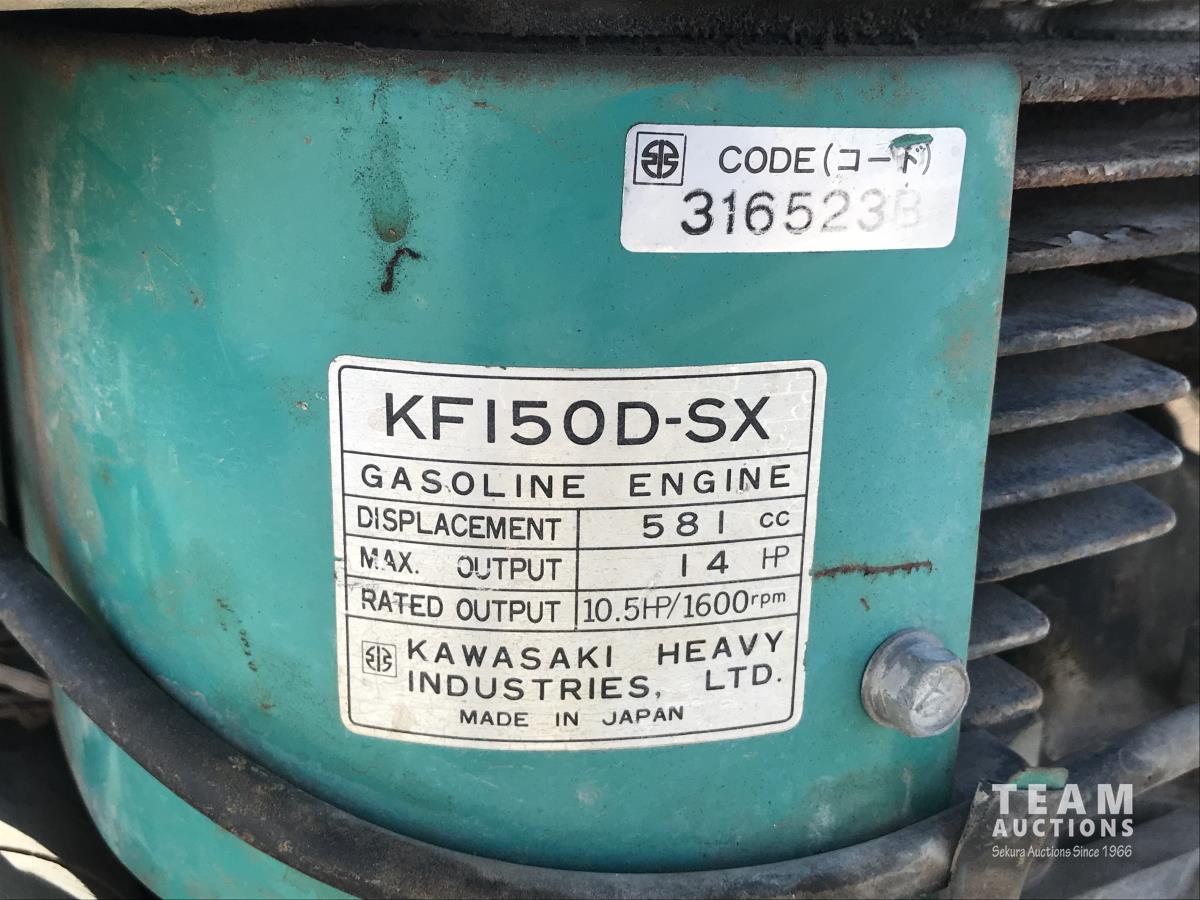 CODE (コード)
316523B
KF150D-SX
GASOLINE ENGINE
DISPLACEMENT 581 cc
MAX. OUTPUT 14 HP
RATED OUTPUT 10.5HP/1600rpm
KAWASAKI HEAVY
INDUSTRIES, LTD.
MADE IN JAPAN
TEAM
AUCTIONS
Sekura Auctions Since 1966